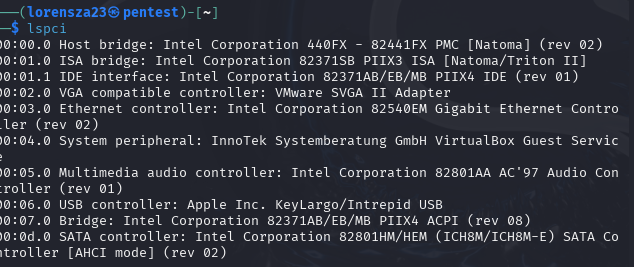 ──(lorensza23㉿pentest)-[~]
─$ lspci
00:00.0 Host bridge: Intel Corporation 440FX - 82441FX PMC [Natoma] (rev 02)
00:01.0 ISA bridge: Intel Corporation 82371SB PIIX3 ISA [Natoma/Triton II]
00:01.1 IDE interface: Intel Corporation 82371AB/EB/MB PIIX4 IDE (rev 01)
00:02.0 VGA compatible controller: VMware SVGA II Adapter
00:03.0 Ethernet controller: Intel Corporation 82540EM Gigabit Ethernet Contro
ller (rev 02)
00:04.0 System peripheral: InnoTek Systemberatung GmbH VirtualBox Guest Servic
e
00:05.0 Multimedia audio controller: Intel Corporation 82801AA AC'97 Audio Con
troller (rev 01)
00:06.0 USB controller: Apple Inc. KeyLargo/Intrepid USB
00:07.0 Bridge: Intel Corporation 82371AB/EB/MB PIIX4 ACPI (rev 08)
00:0d.0 SATA controller: Intel Corporation 82801HM/HEM (ICH8M/ICH8M-E) SATA Co
ntroller [AHCI mode] (rev 02)